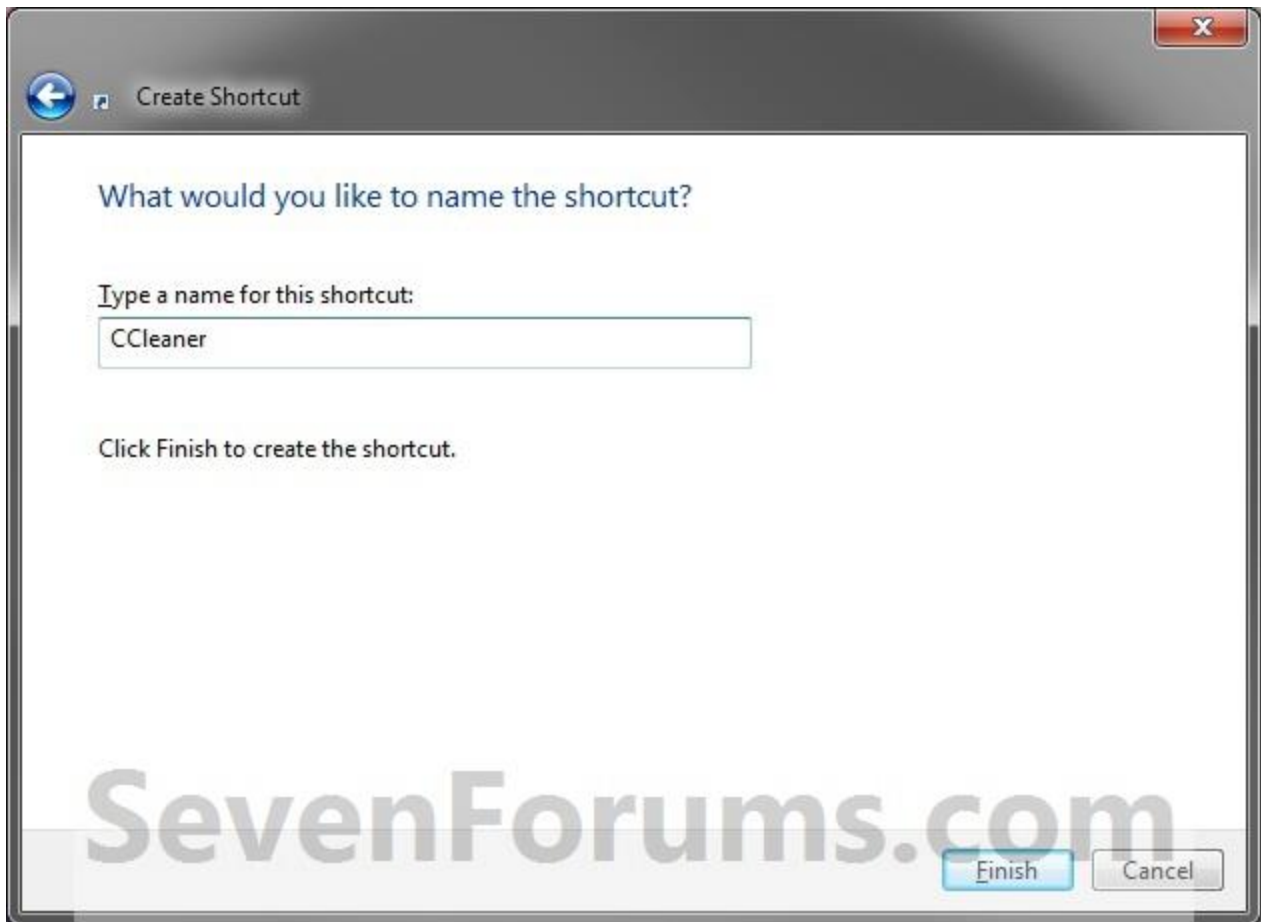 Create Shortcut
What would you like to name the shortcut?
Type a name for this shortcut:
CCleaner
Click Finish to create the shortcut.
SevenForums.com
Finish
Cancel